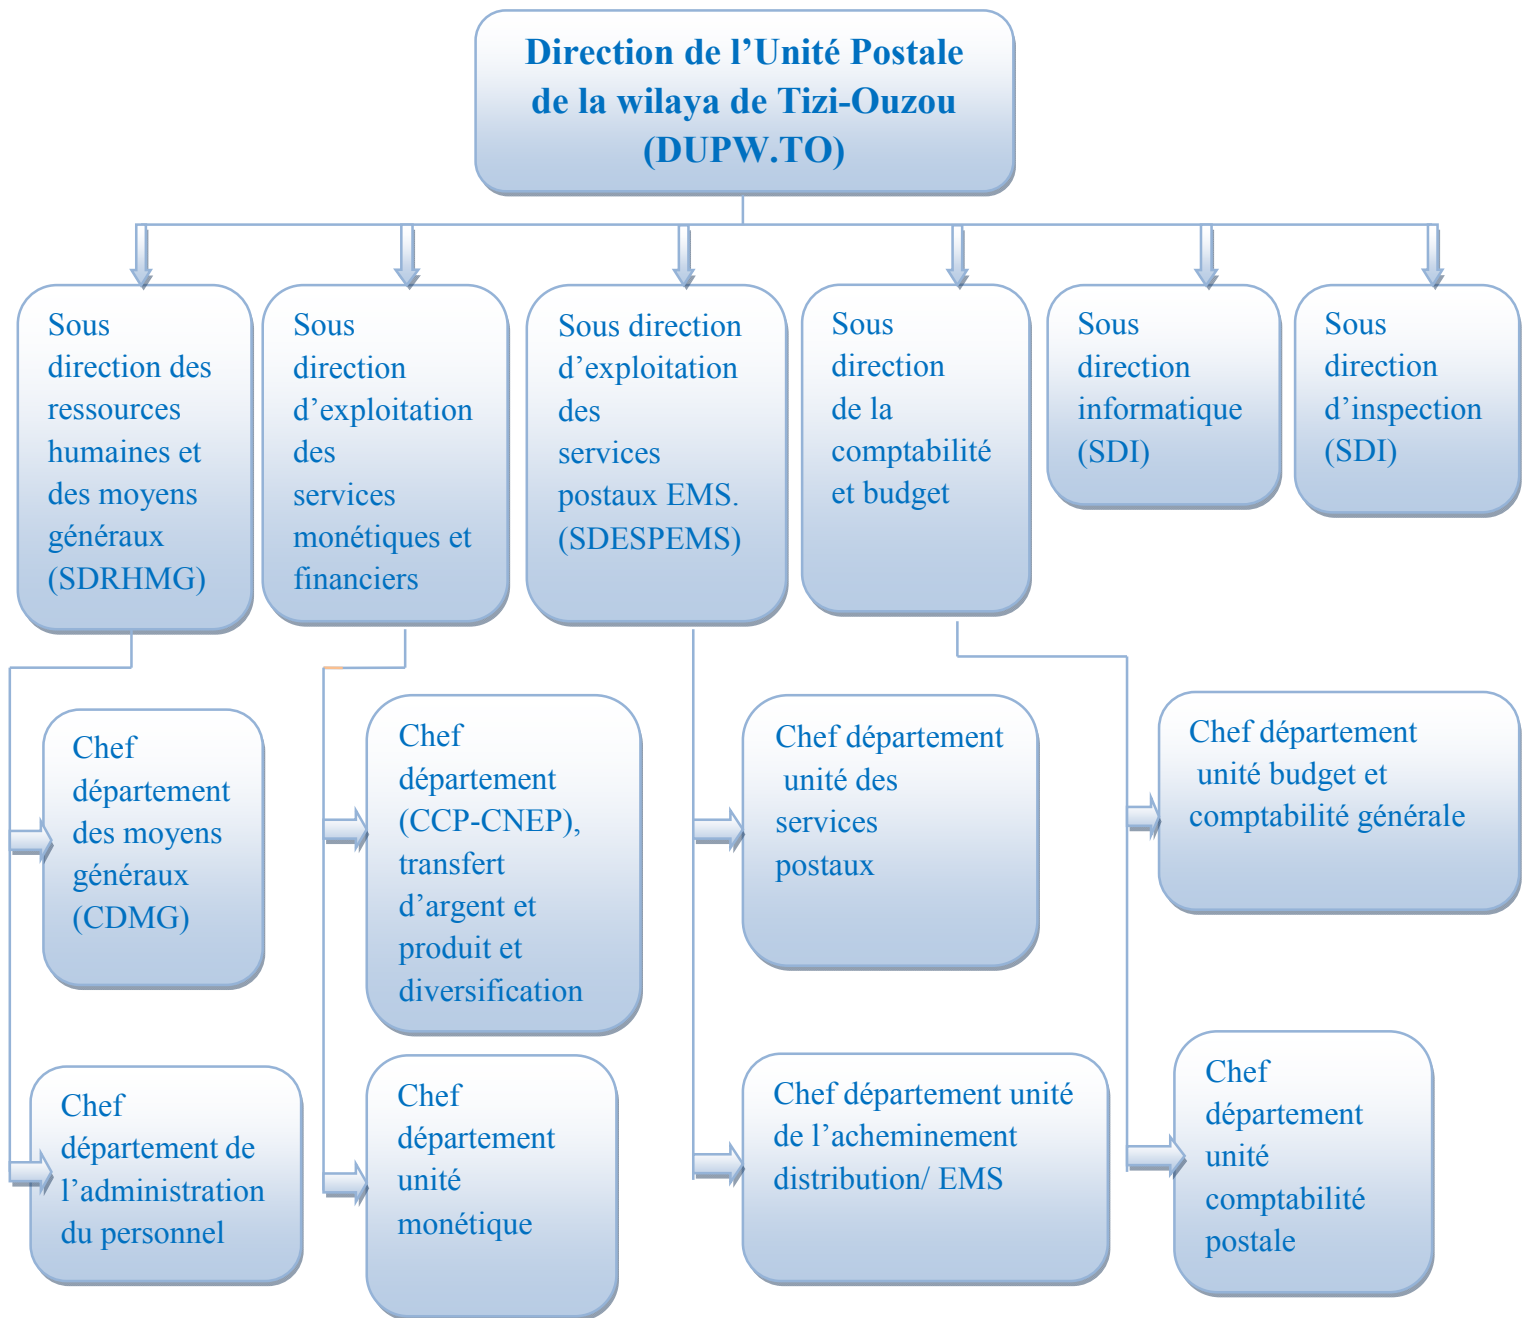 Direction de l’Unité Postale
de la wilaya de Tizi-Ouzou
(DUPW.TO)
Sous
direction des
ressources
humaines et
des moyens
généraux
(SDRHMG)
Sous
direction
d’exploitation
des
services
monétiques et
financiers
Sous direction
d’exploitation
des
services
postaux EMS.
(SDESPEMS)
Sous
direction
de la
comptabilité
et budget
Sous
direction
informatique
(SDI)
Sous
direction
d’inspection
(SDI)
Chef
département
des moyens
généraux
(CDMG)
Chef
département
(CCP-CNEP),
transfert
d’argent et
produit et
diversification
Chef département
unité des
services
postaux
Chef département
unité budget et
comptabilité générale
Chef
département de
l’administration
du personnel
Chef
département
unité
monétique
Chef département unité
de l’acheminement
distribution/ EMS
Chef
département
unité
comptabilité
postale